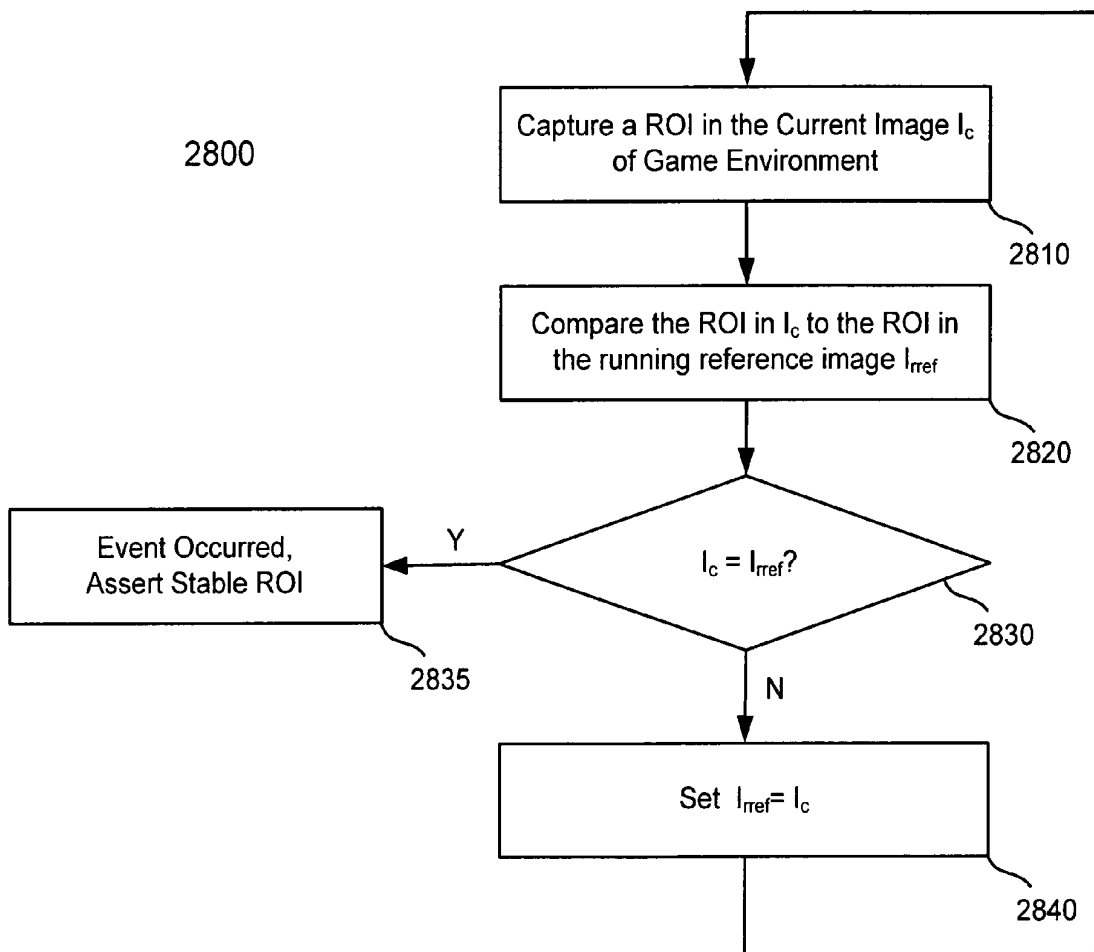 2800
Capture a ROI in the Current Image Ic
of Game Environment
2810
Compare the ROI in Ic to the ROI in
the running reference image Irref
2820
Ic = Irref?
2830
Y
Event Occurred,
Assert Stable ROI
2835
N
Set Irref= Ic
2840